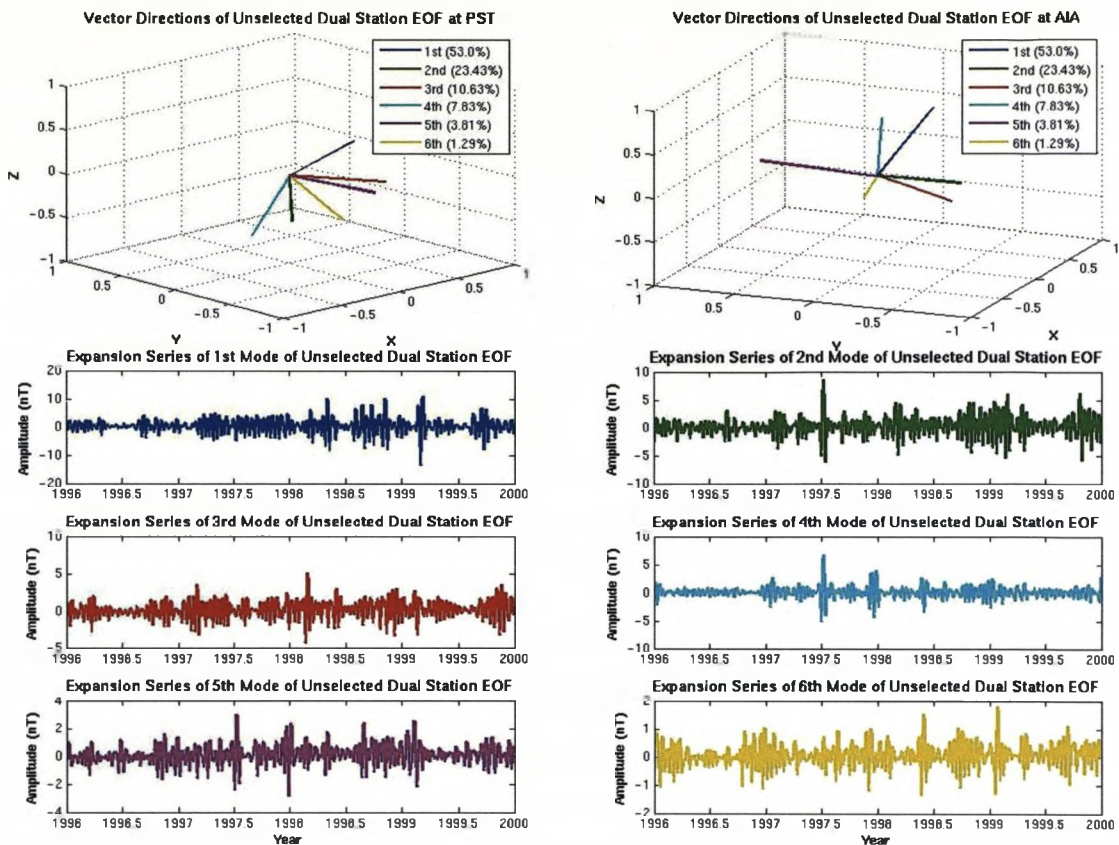 Vector Directions of Unselected Dual Station EOF at PST
1st (53.0%)
2nd (23.43%)
3rd (10.63%)
4th (7.83%)
5th (3.81%)
6th (1.29%)
1
0.5
0
-0.5
-1
Z
1
0.5
0
-0.5
-1
Y
-1
-0.5
0
0.5
1
X
Vector Directions of Unselected Dual Station EOF at AIA
1st (53.0%)
2nd (23.43%)
3rd (10.63%)
4th (7.83%)
5th (3.81%)
6th (1.29%)
1
0.5
0
-0.5
-1
Z
1
0.5
0
-0.5
-1
Y
-1
-0.5
0
0.5
1
X
Expansion Series of 1st Mode of Unselected Dual Station EOF
Amplitude (nT)
20
10
0
-10
-20
1996 1996.5 1997 1997.5 1998 1998.5 1999 1999.5 2000
Expansion Series of 2nd Mode of Unselected Dual Station EOF
Amplitude (nT)
10
5
0
-5
-10
1996 1996.5 1997 1997.5 1998 1998.5 1999 1999.5 2000
Expansion Series of 3rd Mode of Unselected Dual Station EOF
Amplitude (nT)
10
5
0
-5
1996 1996.5 1997 1997.5 1998 1998.5 1999 1999.5 2000
Expansion Series of 4th Mode of Unselected Dual Station EOF
Amplitude (nT)
10
5
0
-5
-10
1996 1996.5 1997 1997.5 1998 1998.5 1999 1999.5 2000
Expansion Series of 5th Mode of Unselected Dual Station EOF
Amplitude (nT)
4
2
0
-2
-4
1996 1996.5 1997 1997.5 1998 1998.5 1999 1999.5 2000
Year
Expansion Series of 6th Mode of Unselected Dual Station EOF
Amplitude (nT)
2
1
0
-1
-2
1996 1996.5 1997 1997.5 1998 1998.5 1999 1999.5 2000
Year